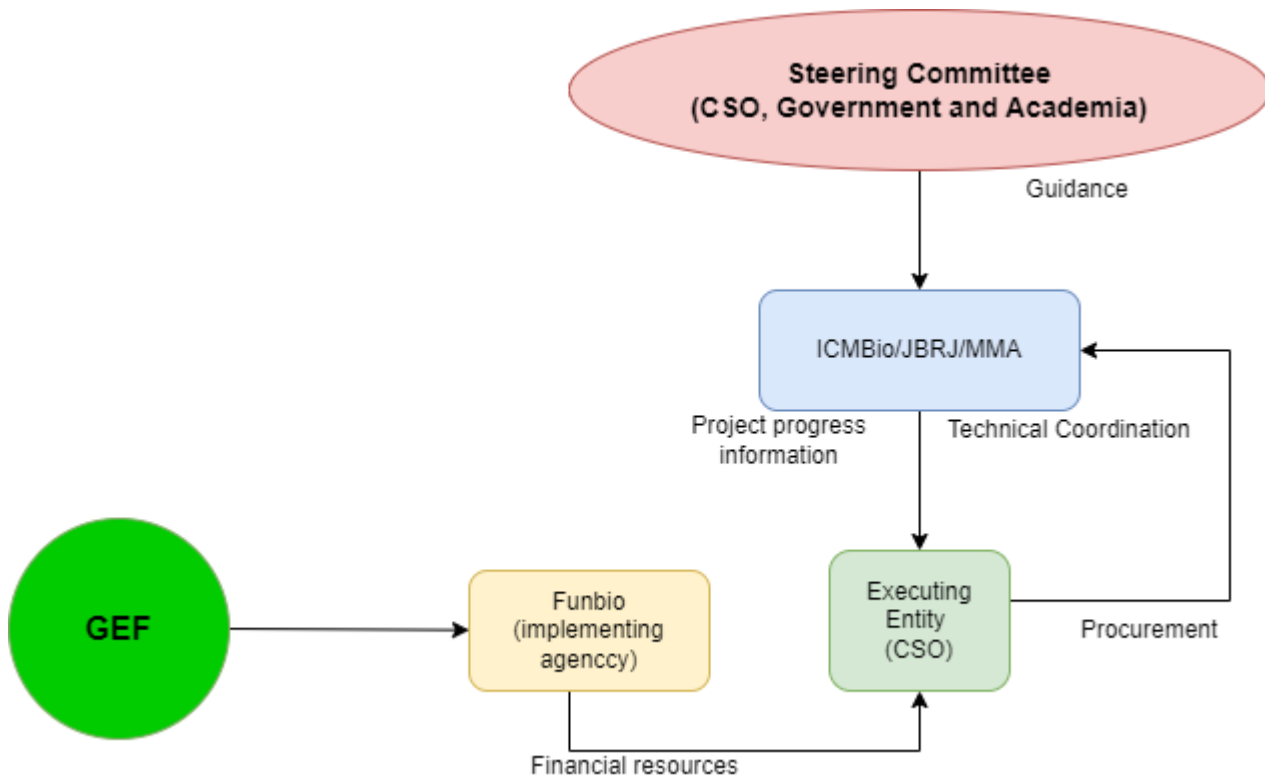 Steering Committee
(CSO, Government and Academia)
Guidance
ICMBio/JBRJ/MMA
Project progress
information
Technical Coordination
GEF
Funbio
(implementing
agenccy)
Executing
Entity
(CSO)
Procurement
Financial resources